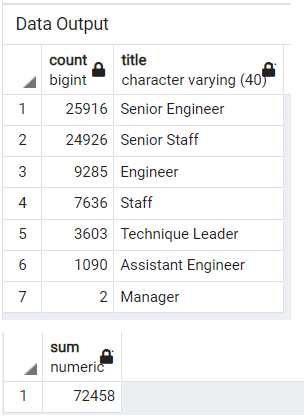 Data Output
count bigint title character varying (40)
1 25916 Senior Engineer
2 24926 Senior Staff
3 9285 Engineer
4 7636 Staff
5 3603 Technique Leader
6 1090 Assistant Engineer
7 2 Manager
sum
numeric
1 72458